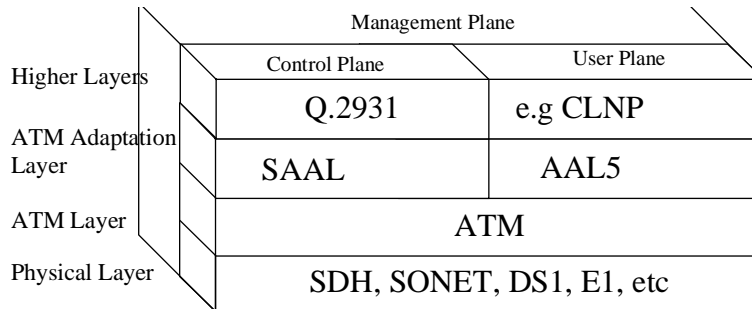 Management Plane
Control Plane
User Plane
Higher Layers
Q.2931
e.g CLNP
ATM Adaptation
Layer
SAAL
AAL5
ATM Layer
ATM
Physical Layer
SDH, SONET, DS1, E1, etc